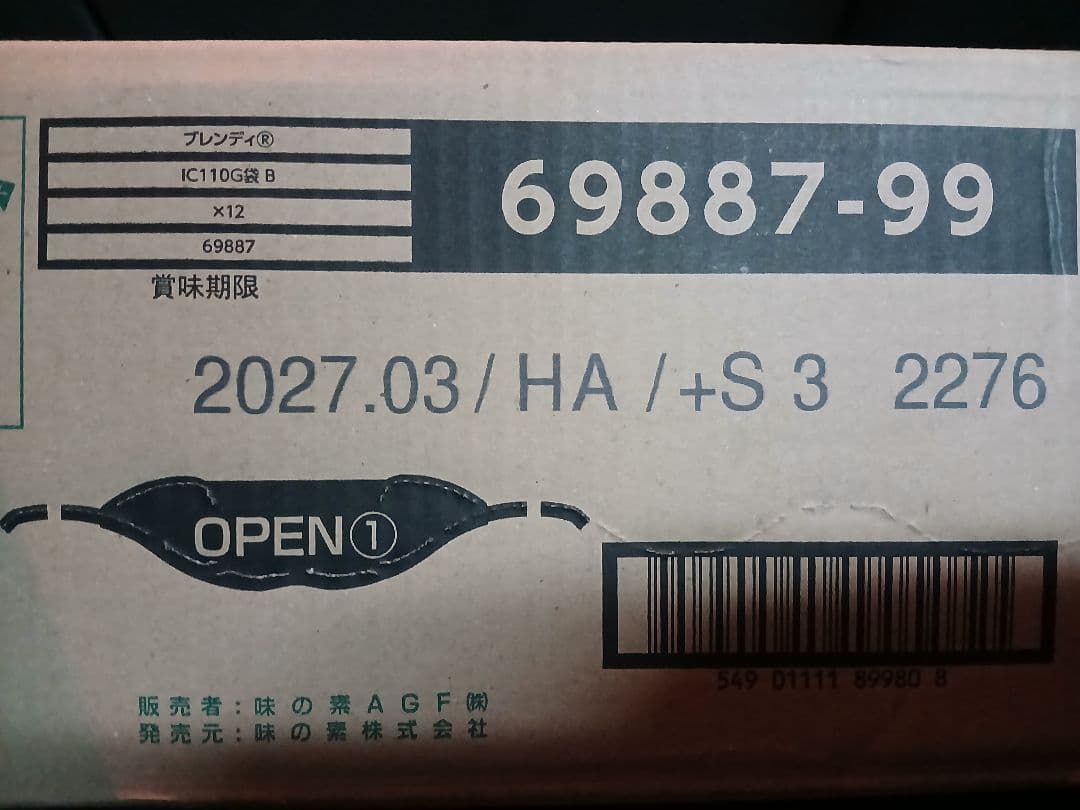 ブレンディ®
IC110G袋 B
×12
69887
69887-99
賞味期限
2027.03/HA/+S 3 2276
OPEN①
549 01111 89980 8
販売者:味の素AGF㈱
発売元:味の素株式会社